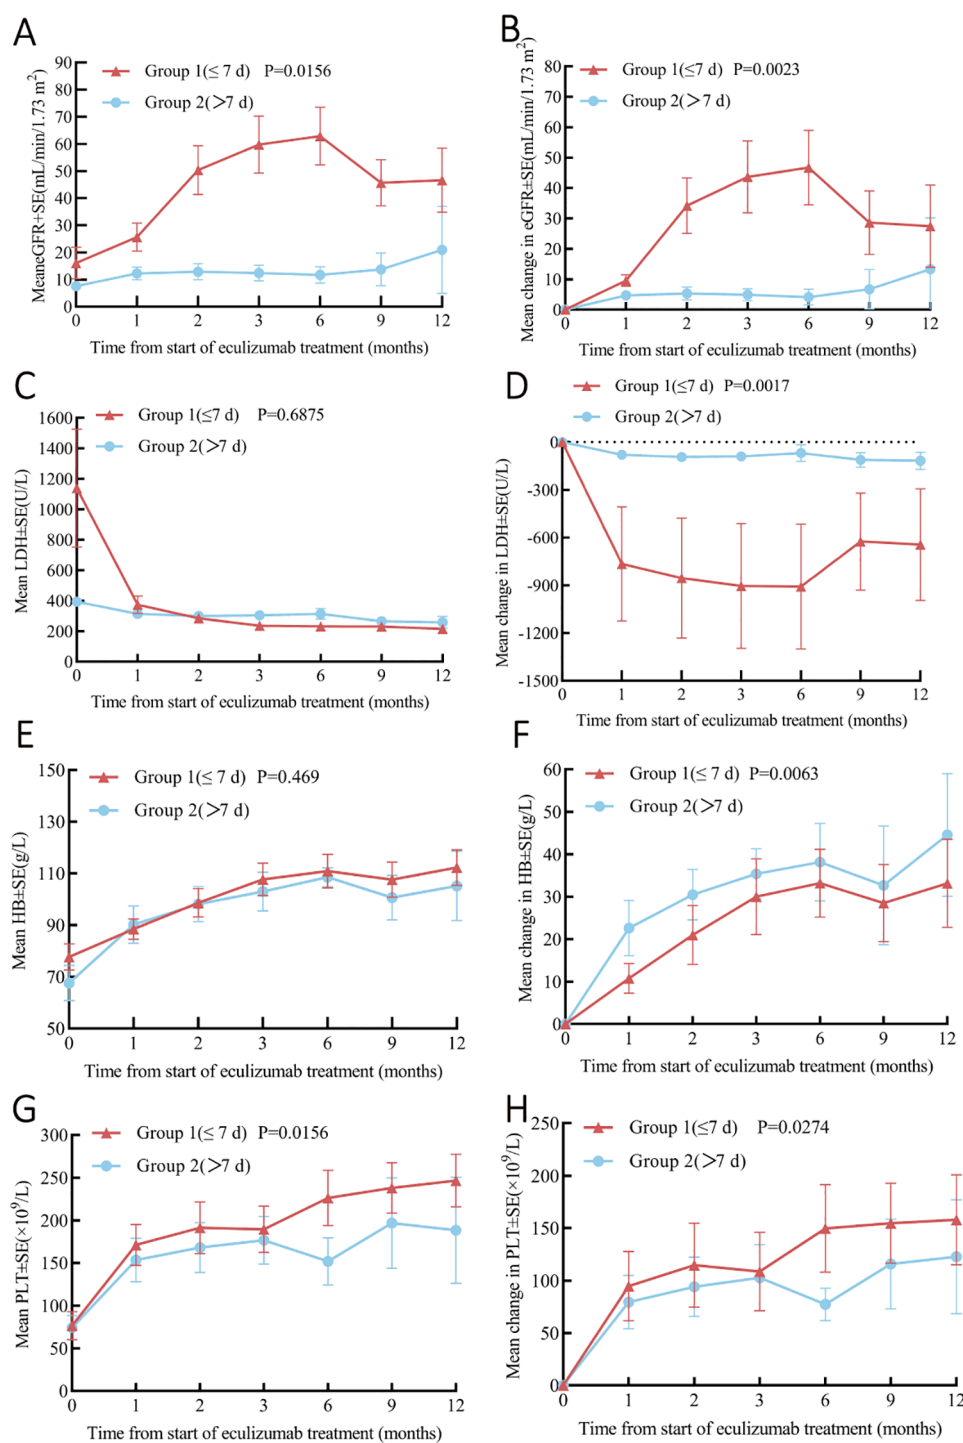 A
Group 1(≤ 7 d) P=0.0156
Group 2(＞7 d)
MeaneGFR±SE(mL/min/1.73 m²)
90
80
70
60
50
40
30
20
10
0
0 1 2 3 6 9 12
Time from start of eculizumab treatment (months)
B
Group 1(≤7 d) P=0.0023
Group 2(＞7 d)
Mean change in eGFR±SE(mL/min/1.73 m²)
80
70
60
50
40
30
20
10
0
0 1 2 3 6 9 12
Time from start of eculizumab treatment (months)
C
Group 1(≤7 d) P=0.6875
Group 2(＞7 d)
Mean LDH±SE(U/L)
1600
1400
1200
1000
800
600
400
200
0
0 1 2 3 6 9 12
Time from start of eculizumab treatment (months)
D
Group 1(≤7 d) P=0.0017
Group 2(＞7 d)
Mean change in LDH±SE(U/L)
0
-300
-600
-900
-1200
-1500
0 1 2 3 6 9 12
Time from start of eculizumab treatment (months)
E
Group 1(≤ 7 d) P=0.469
Group 2(＞7 d)
Mean HB±SE(g/L)
150
130
110
90
70
50
0 1 2 3 6 9 12
Time from start of eculizumab treatment (months)
F
Group 1(≤ 7 d) P=0.0063
Group 2(＞7 d)
Mean change in HB±SE(g/L)
60
50
40
30
20
10
0
0 1 2 3 6 9 12
Time from start of eculizumab treatment (months)
G
Group 1(≤ 7 d) P=0.0156
Group 2(＞7 d)
Mean PLT±SE(×10⁹/L)
300
250
200
150
100
50
0
0 1 2 3 6 9 12
Time from start of eculizumab treatment (months)
H
Group 1(≤7 d) P=0.0274
Group 2(＞7 d)
Mean change in PLT±SE(×10⁹/L)
250
200
150
100
50
0
0 1 2 3 6 9 12
Time from start of eculizumab treatment (months)